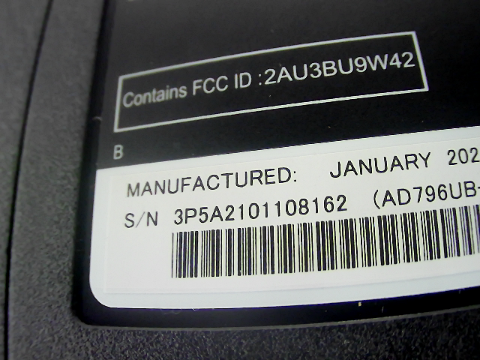 Contains FCC ID :2AU3BU9W42
B
MANUFACTURED: JANUARY 202
S/N 3P5A2101108162 (AD796UB-